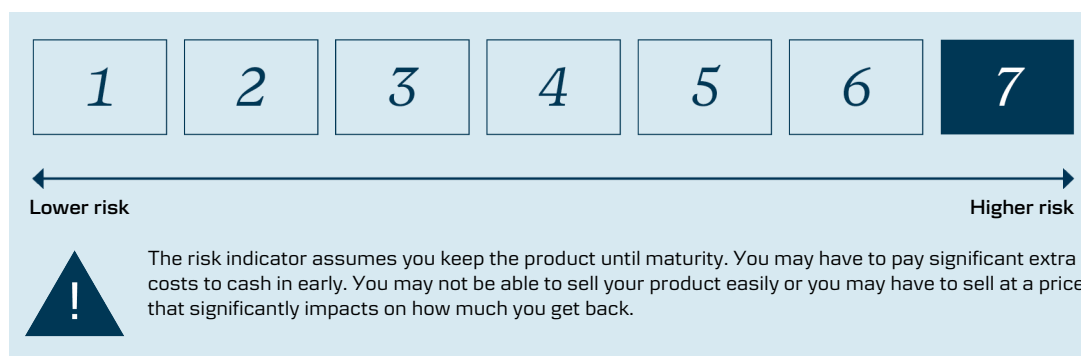 1 2 3 4 5 6 7
Lower risk Higher risk
!
The risk indicator assumes you keep the product until maturity. You may have to pay significant extra
costs to cash in early. You may not be able to sell your product easily or you may have to sell at a price
that significantly impacts on how much you get back.